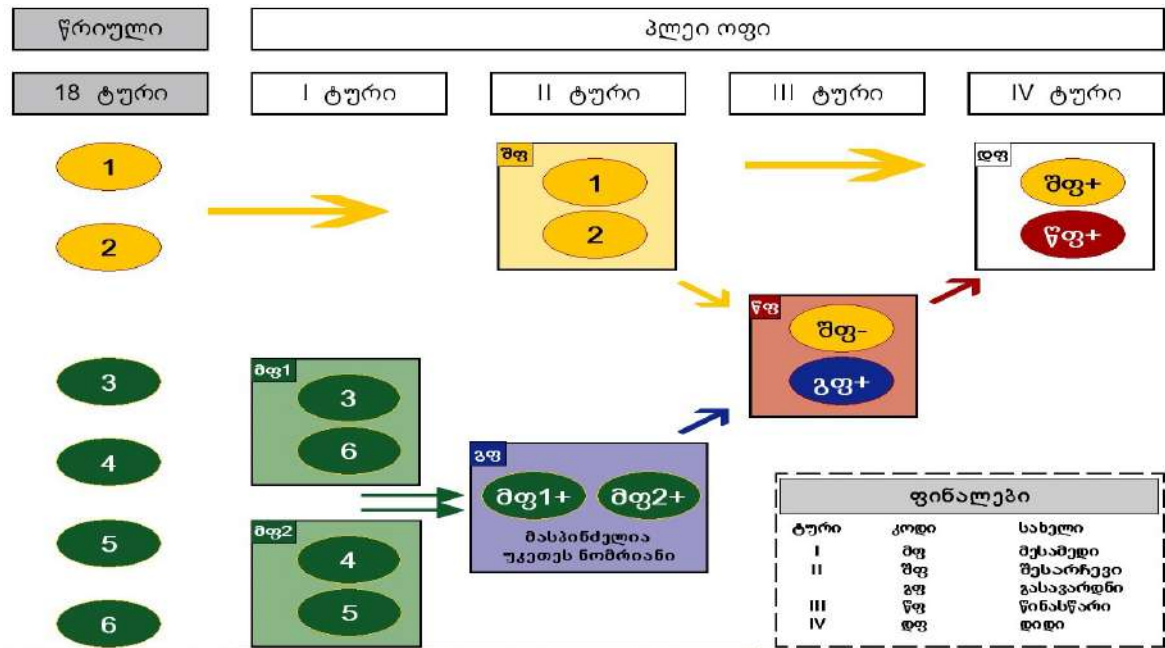 წრიული
პლეი ოფი
18 ტური
I ტური
II ტური
III ტური
IV ტური
1
2
3
4
5
6
მფ1
3
6
მფ2
4
5
შფ
1
2
გფ
მფ1+ მფ2+
მასპინძელია
უკეთეს ნომრიანი
წფ
შფ-
გფ+
დფ
შფ+
წფ+
ფინალები
ტური კოდი სახელი
I მფ მესამედი
II შფ შესარჩევი
გფ გასავარდნი
III წფ წინასწარი
IV დფ დიდი